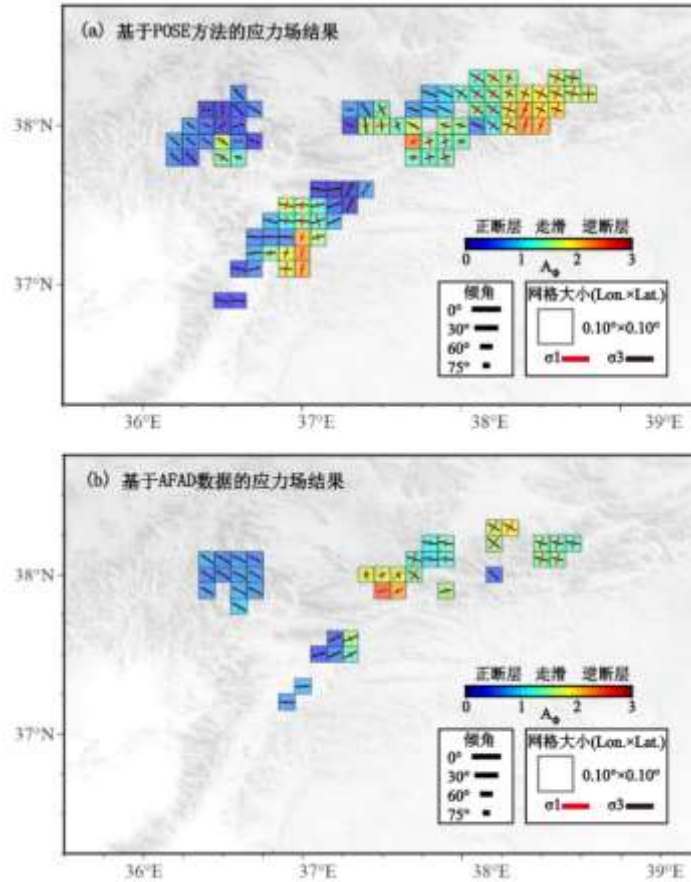 (a) 基于POSE方法的应力场结果
38°N
37°N
正断层 走滑 逆断层
0 1 2 3
AΦ
倾角
0°
30°
60°
75°
网格大小(Lon.×Lat.)
0.10°×0.10°
σ1 σ3
36°E 37°E 38°E 39°E
(b) 基于AFAD数据的应力场结果
38°N
37°N
正断层 走滑 逆断层
0 1 2 3
AΦ
倾角
0°
30°
60°
75°
网格大小(Lon.×Lat.)
0.10°×0.10°
σ1 σ3
36°E 37°E 38°E 39°E